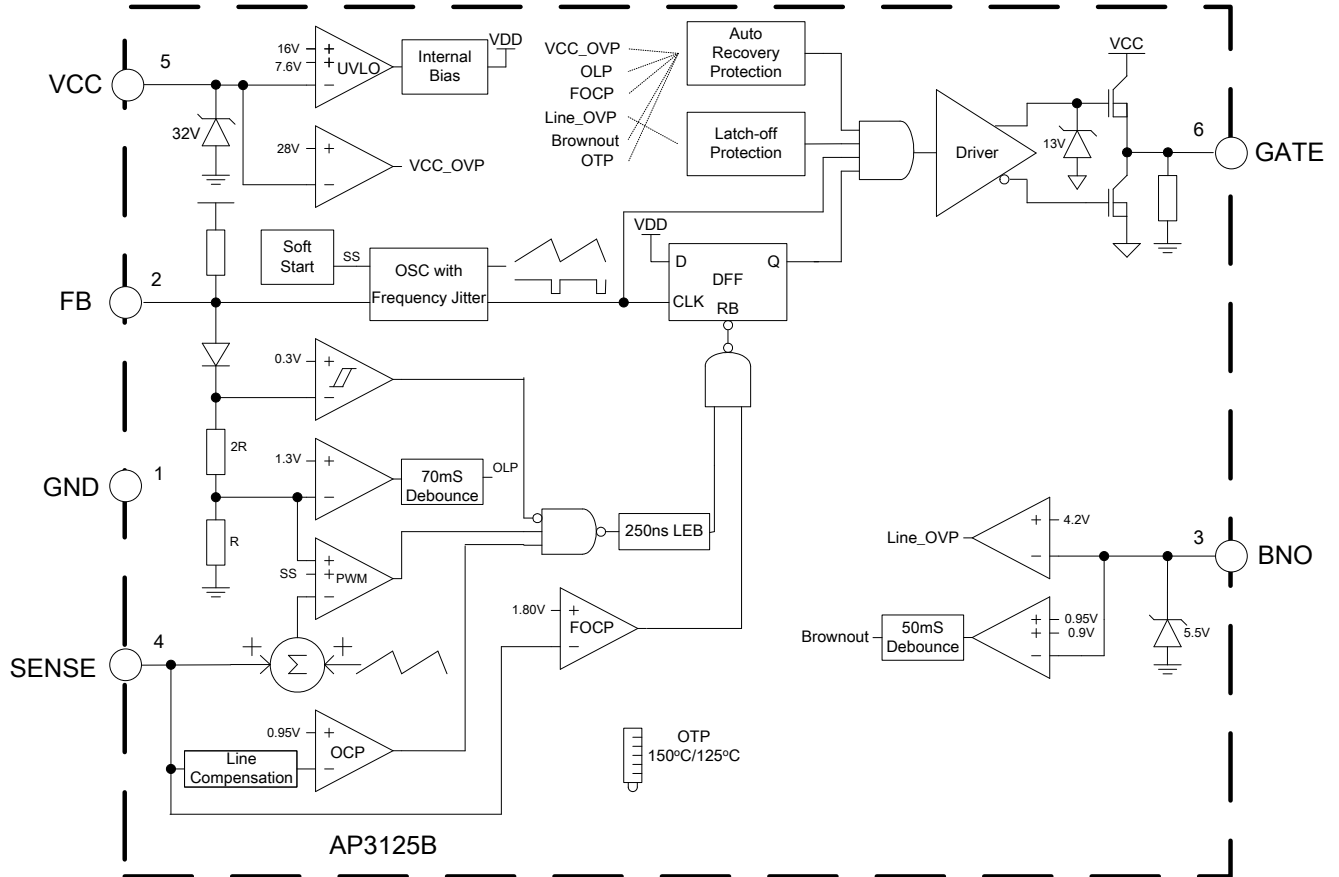 VCC
5
16V
7.6V
+
+
−
UVLO
Internal
Bias
VDD
32V
28V
+
−
VCC_OVP
VCC_OVP
OLP
FOCP
Line_OVP
Brownout
OTP
Auto
Recovery
Protection
Latch-off
Protection
Driver
VCC
13V
6
GATE
FB
2
Soft
Start
SS
OSC with
Frequency Jitter
VDD
D
Q
DFF
CLK
RB
0.3V
+
−
2R
1.3V
+
−
70mS
Debounce
OLP
GND
1
R
SS
+
+
−
PWM
250ns LEB
SENSE
4
+
+
Σ
1.80V
+
−
FOCP
0.95V
+
−
OCP
Line
Compensation
OTP
150°C/125°C
Line_OVP
+
−
4.2V
3
BNO
Brownout
50mS
Debounce
+
+
−
0.95V
0.9V
5.5V
AP3125B